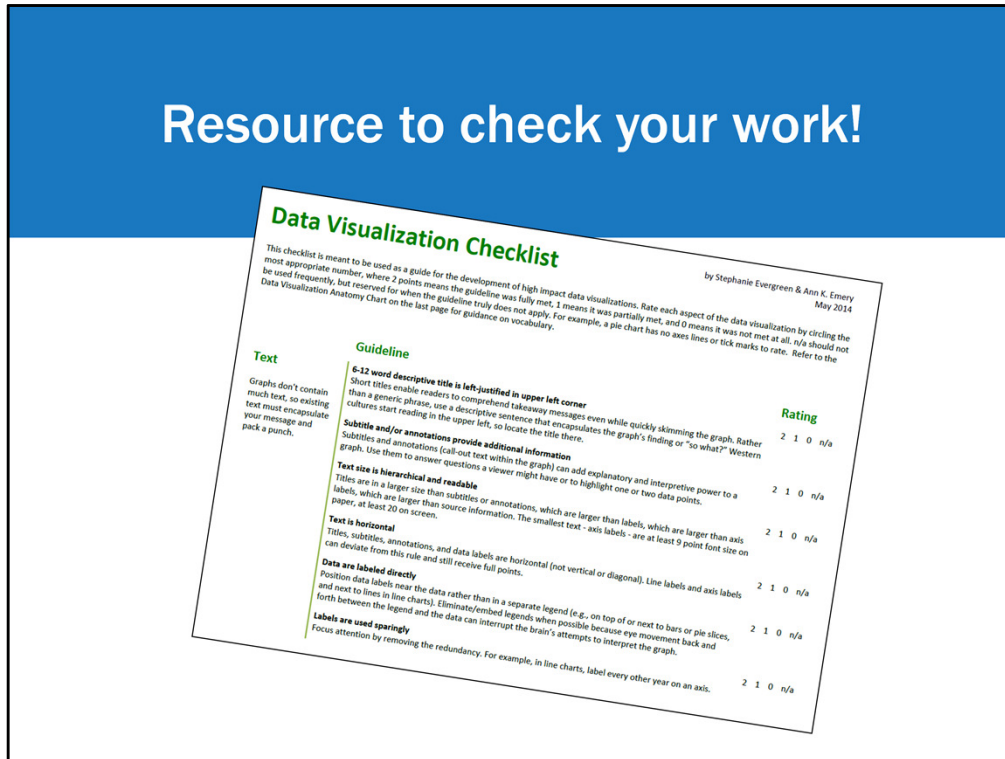 Resource to check your work!
Data Visualization Checklist
by Stephanie Evergreen & Ann K. Emery
May 2014
This checklist is meant to be used as a guide for the development of high impact data visualizations. Rate each aspect of the data visualization by circling the
most appropriate number, where 2 points means the guideline was fully met, 1 means it was partially met, and 0 means it was not met at all. n/a should not
be used frequently, but reserved for when the guideline truly does not apply. For example, a pie chart has no axes lines or tick marks to rate. Refer to the
Data Visualization Anatomy Chart on the last page for guidance on vocabulary.
Guideline
Rating
Text
Graphs don't contain
much text, so existing
text must encapsulate
your message and
pack a punch.
6-12 word descriptive title is left-justified in upper left corner
Short titles enable readers to comprehend takeaway messages even while quickly skimming the graph. Rather
than a generic phrase, use a descriptive sentence that encapsulates the graph's finding or "so what?" Western
cultures start reading in the upper left, so locate the title there.
2 1 0 n/a
Subtitle and/or annotations provide additional information
Subtitles and annotations (call-out text within the graph) can add explanatory and interpretive power to a
graph. Use them to answer questions a viewer might have or to highlight one or two data points.
2 1 0 n/a
Text size is hierarchical and readable
Titles are in a larger size than subtitles or annotations, which are larger than labels, which are larger than axis
labels, which are larger than source information. The smallest text - axis labels - are at least 9 point font size on
paper, at least 20 on screen.
2 1 0 n/a
Text is horizontal
Titles, subtitles, annotations, and data labels are horizontal (not vertical or diagonal). Line labels and axis labels
can deviate from this rule and still receive full points.
2 1 0 n/a
Data are labeled directly
Position data labels near the data rather than in a separate legend (e.g., on top of or next to bars or pie slices,
and next to lines in line charts). Eliminate/embed legends when possible because eye movement back and
forth between the legend and the data can interrupt the brain's attempts to interpret the graph.
2 1 0 n/a
Labels are used sparingly
Focus attention by removing the redundancy. For example, in line charts, label every other year on an axis.
2 1 0 n/a